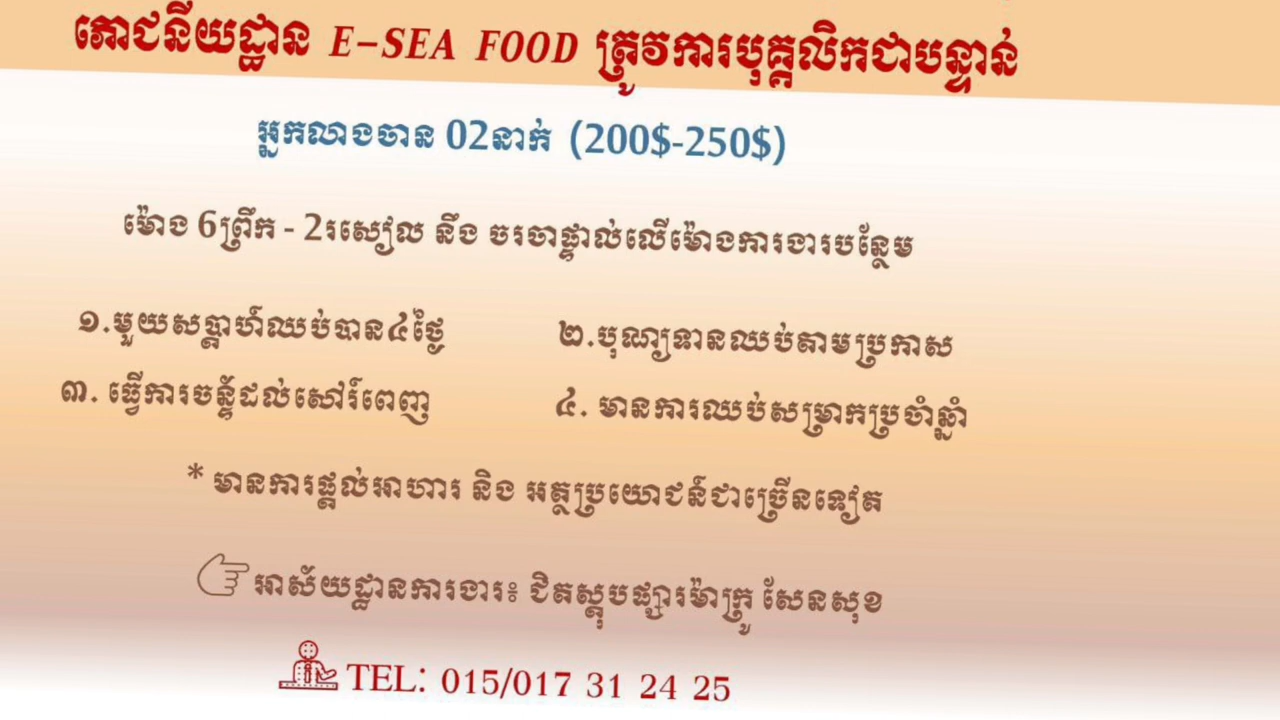 ភោជនីយដ្ឋាន E-SEA FOOD ត្រូវការបុគ្គលិកជាបន្ទាន់
អ្នកលាងចាន 02នាក់ (200$-250$)
ម៉ោង 6ព្រឹក - 2រសៀល នឹង ចរចាផ្ទាល់លើម៉ោងការងារបន្ថែម
១.មួយសប្តាហ៍ឈប់បាន៤ថ្ងៃ ២.បុណ្យទានឈប់តាមប្រកាស
៣. ធ្វើការចន្ទ័ដល់សៅរ៍ពេញ ៤. មានការឈប់សម្រាកប្រចាំឆ្នាំ
* មានការផ្តល់អាហារ និង អត្ថប្រយោជន៍ជាច្រើនទៀត
អាស័យដ្ឋានការងារ៖ ជិតស្តុបផ្សារម៉ាក្រូ សែនសុខ
TEL: 015/017 31 24 25